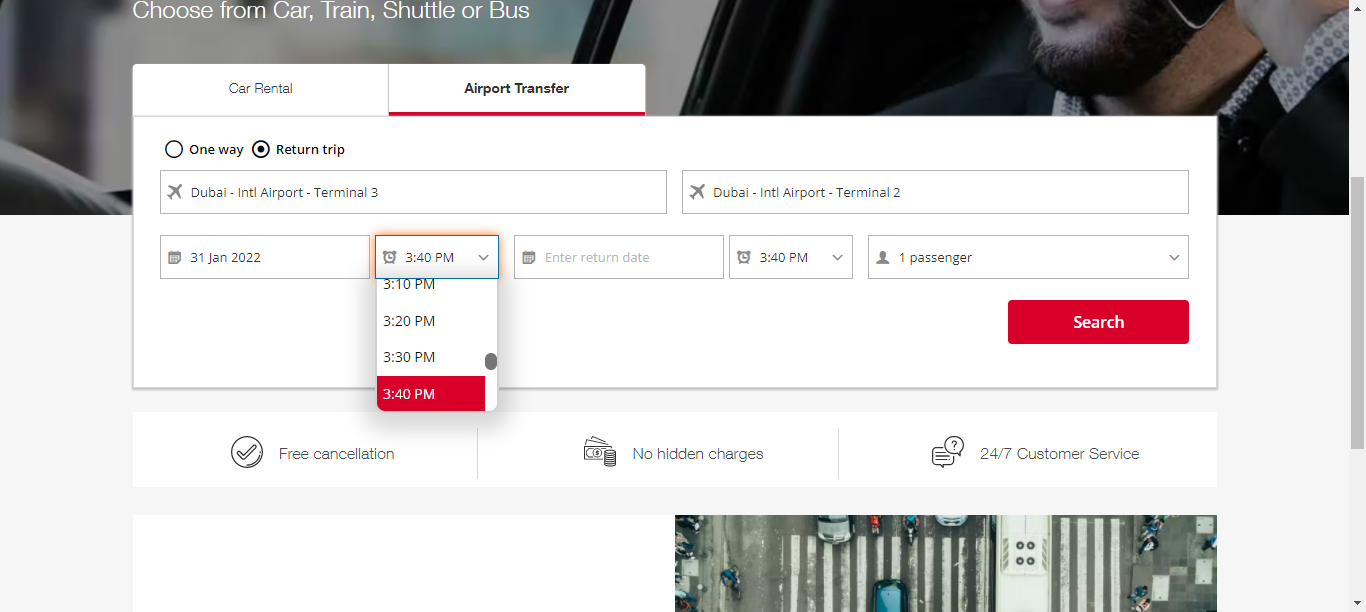 Choose from Car, Train, Shuttle or Bus
Car Rental
Airport Transfer
One way
Return trip
Dubai - Intl Airport - Terminal 3
Dubai - Intl Airport - Terminal 2
31 Jan 2022
3:40 PM
Enter return date
3:40 PM
1 passenger
3:10 PM
3:20 PM
3:30 PM
3:40 PM
Search
Free cancellation
No hidden charges
24/7 Customer Service